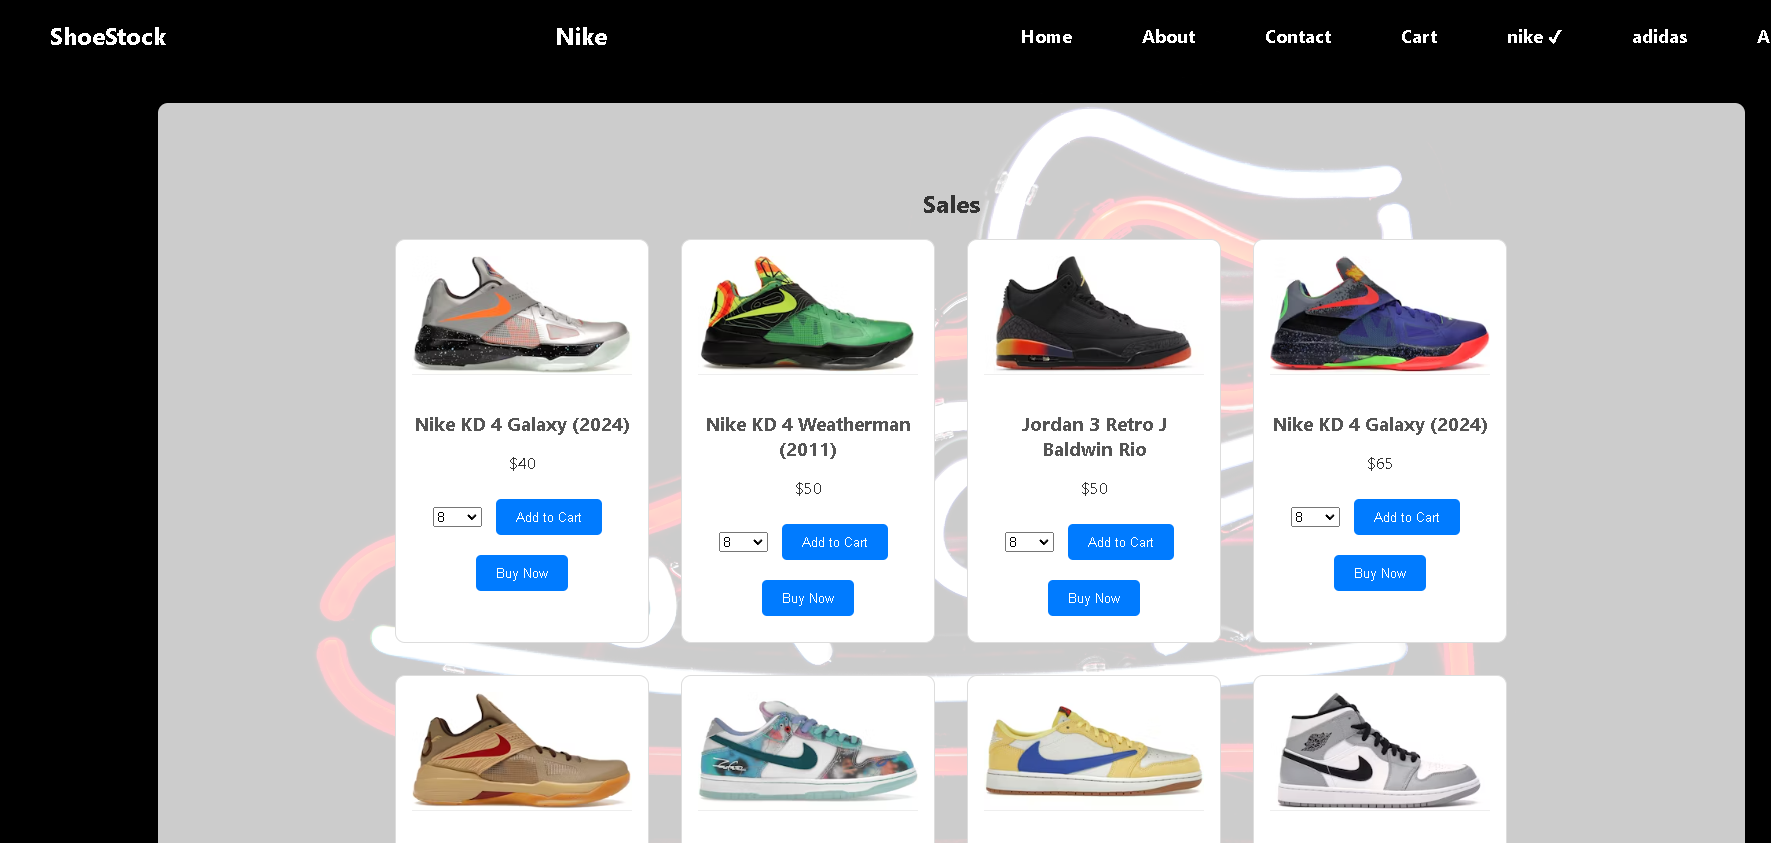 ShoeStock
Nike
Home
About
Contact
Cart
nike ✓
adidas
A
Sales
Nike KD 4 Galaxy (2024)
$40
8
Add to Cart
Buy Now
Nike KD 4 Weatherman
(2011)
$50
8
Add to Cart
Buy Now
Jordan 3 Retro J
Baldwin Rio
$50
8
Add to Cart
Buy Now
Nike KD 4 Galaxy (2024)
$65
8
Add to Cart
Buy Now